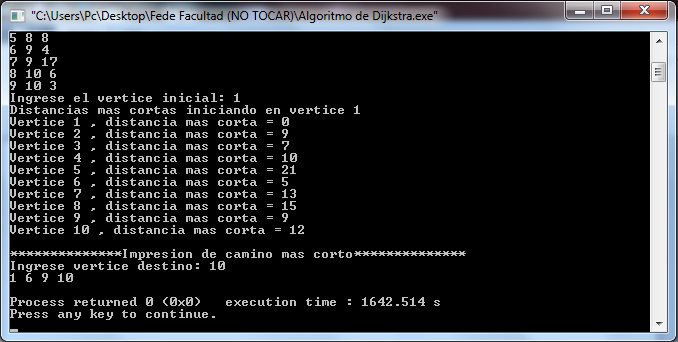 "C:\Users\Pc\Desktop\Fede Facultad (NO TOCAR)\Algoritmo de Dijkstra.exe"
5 8 8
6 9 4
7 9 17
8 10 6
9 10 3
Ingrese el vertice inicial: 1
Distancias mas cortas iniciando en vertice 1
Vertice 1 , distancia mas corta = 0
Vertice 2 , distancia mas corta = 9
Vertice 3 , distancia mas corta = 7
Vertice 4 , distancia mas corta = 10
Vertice 5 , distancia mas corta = 21
Vertice 6 , distancia mas corta = 5
Vertice 7 , distancia mas corta = 13
Vertice 8 , distancia mas corta = 15
Vertice 9 , distancia mas corta = 9
Vertice 10 , distancia mas corta = 12
**************Impresion de camino mas corto**************
Ingrese vertice destino: 10
1 6 9 10
Process returned 0 (0x0)   execution time : 1642.514 s
Press any key to continue.